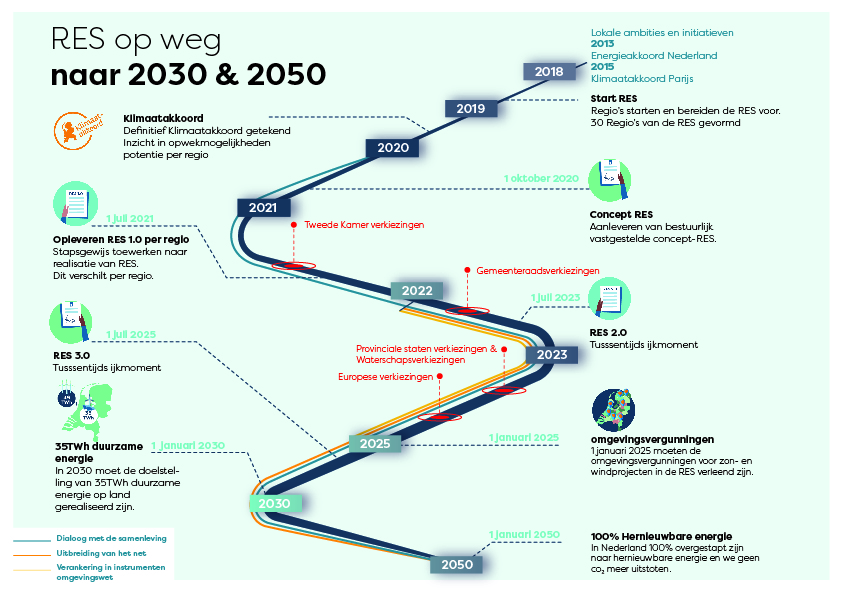 RES op weg
naar 2030 & 2050
Lokale ambities en initiatieven
2013
Energieakkoord Nederland
2015
Klimaatakkoord Parijs
2018
2019
Start RES
Regio's starten en bereiden de RES voor.
30 Regio's van de RES gevormd
Klimaat-
akkoord
Klimaatakkoord
Definitief Klimaatakkoord getekend
Inzicht in opwekmogelijkheden
potentie per regio
2020
1 oktober 2020
Concept RES
Aanleveren van bestuurlijk
vastgestelde concept-RES.
2021
1 juli 2021
Opleveren RES 1.0 per regio
Stapsgewijs toewerken naar
realisatie van RES.
Dit verschilt per regio.
Tweede Kamer verkiezingen
2022
Gemeenteraadsverkiezingen
1 juli 2023
RES 2.0
Tusssentijds ijkmoment
2023
1 juli 2025
RES 3.0
Tusssentijds ijkmoment
Provinciale staten verkiezingen &
Waterschapsverkiezingen
Europese verkiezingen
35
TWh
35
TWh
2025
1 januari 2025
omgevingsvergunningen
1 januari 2025 moeten de
omgevingsvergunningen voor zon- en
windprojecten in de RES verleend zijn.
35TWh duurzame
energie
1 januari 2030
In 2030 moet de doelstel-
ling van 35TWh duurzame
energie op land
gerealiseerd zijn.
2030
1 januari 2050
100% Hernieuwbare energie
In Nederland 100% overgestapt zijn
naar hernieuwbare energie en we geen
co₂ meer uitstoten.
2050
Dialoog met de samenleving
Uitbreiding van het net
Verankering in instrumenten
omgevingswet